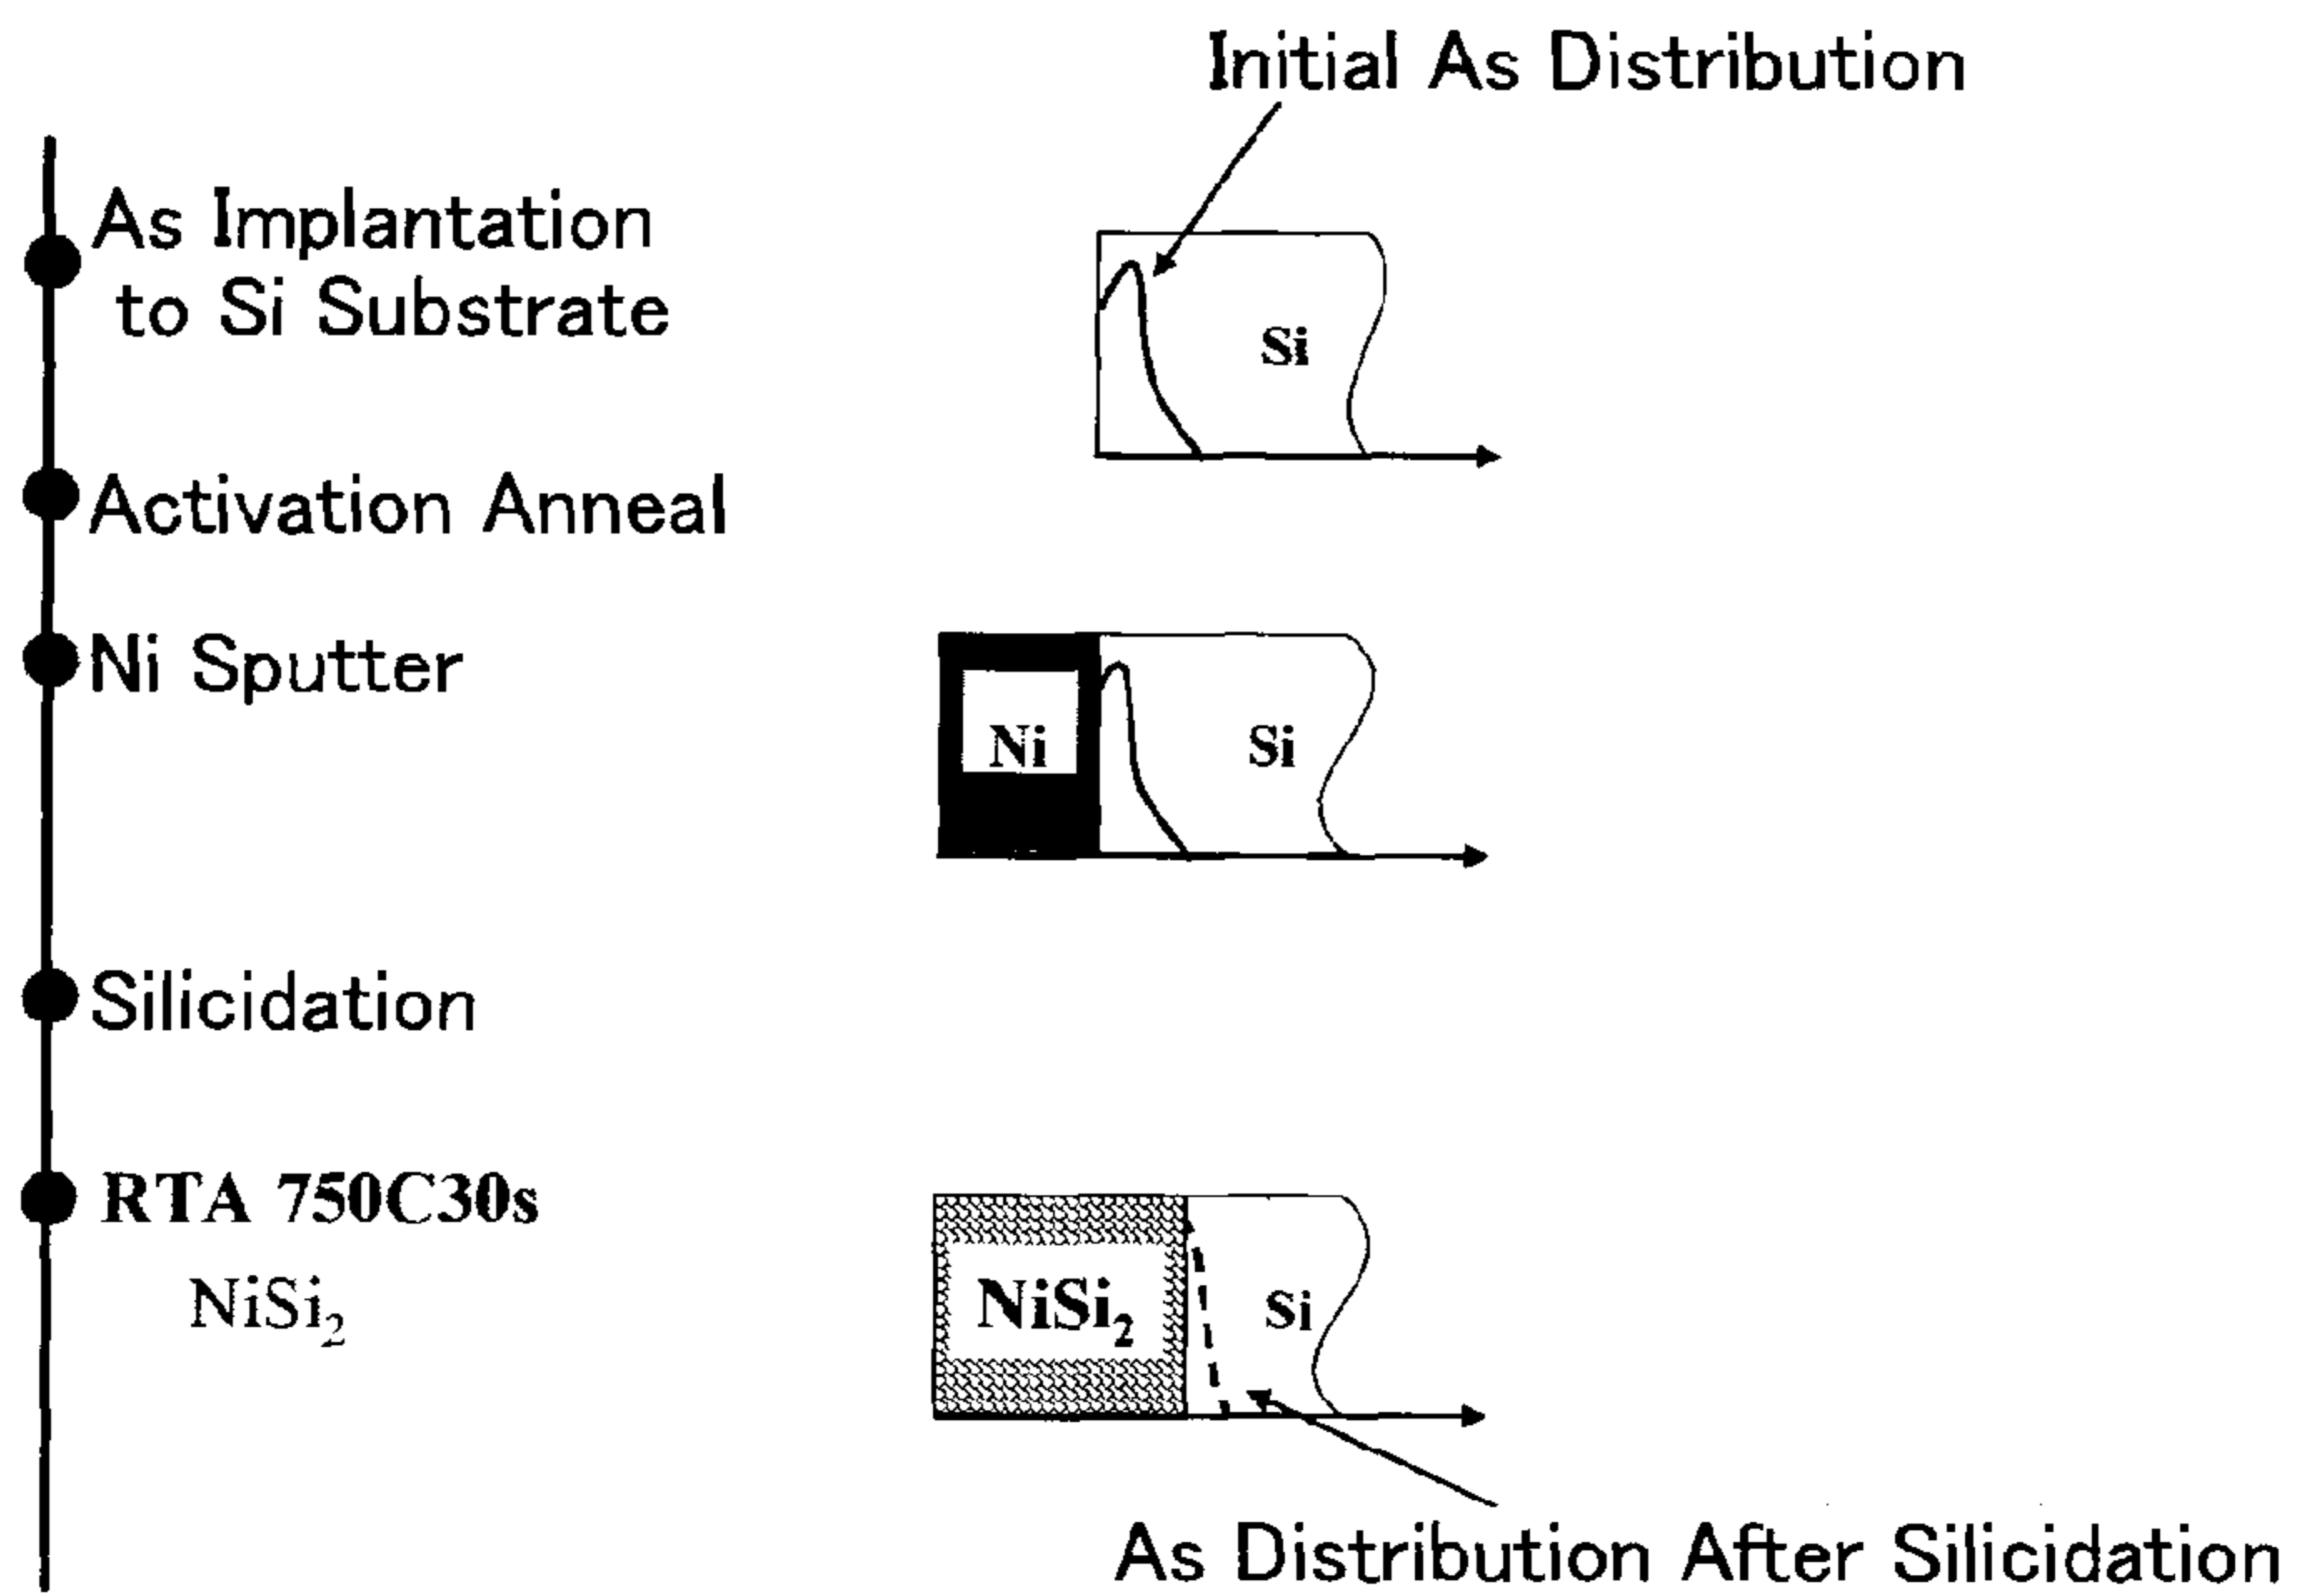 Initial As Distribution
As Implantation
to Si Substrate
Si
Activation Anneal
Ni Sputter
Ni
Si
Silicidation
RTA 750C30s
NiSi₂
NiSi₂
Si
As Distribution After Silicidation